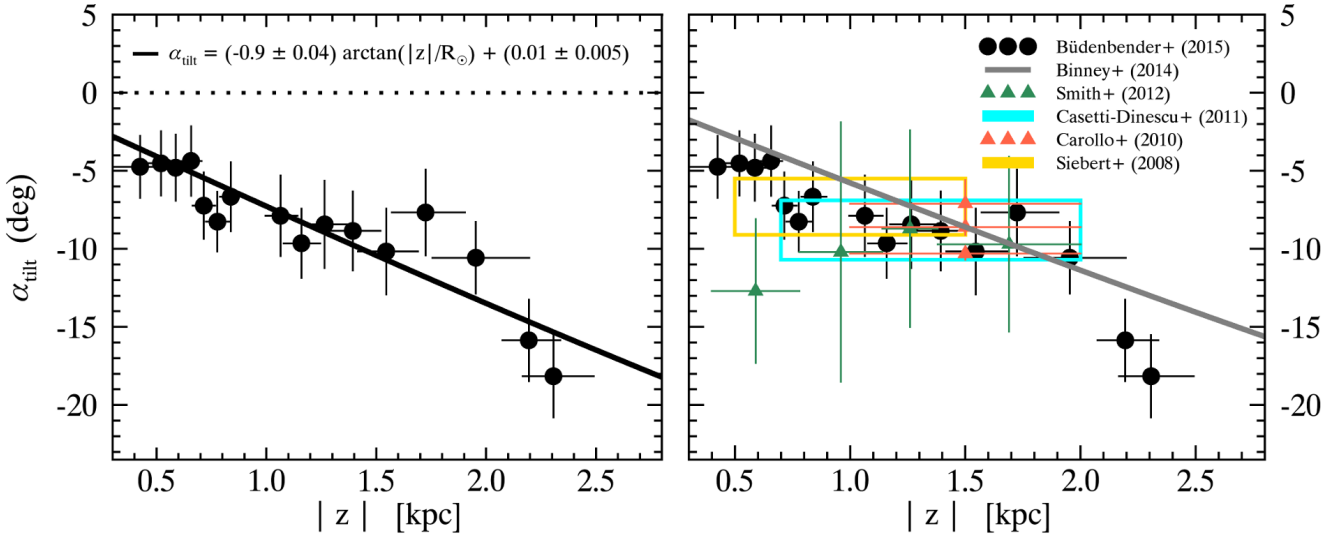 α_tilt = (-0.9 ± 0.04) arctan(|z|/R_☉) + (0.01 ± 0.005)
α_tilt (deg)
5
0
-5
-10
-15
-20
0.5 1.0 1.5 2.0 2.5
| z | [kpc]
Büdenbender+ (2015)
Binney+ (2014)
Smith+ (2012)
Casetti-Dinescu+ (2011)
Carollo+ (2010)
Siebert+ (2008)
5
0
-5
-10
-15
-20
0.5 1.0 1.5 2.0 2.5
| z | [kpc]